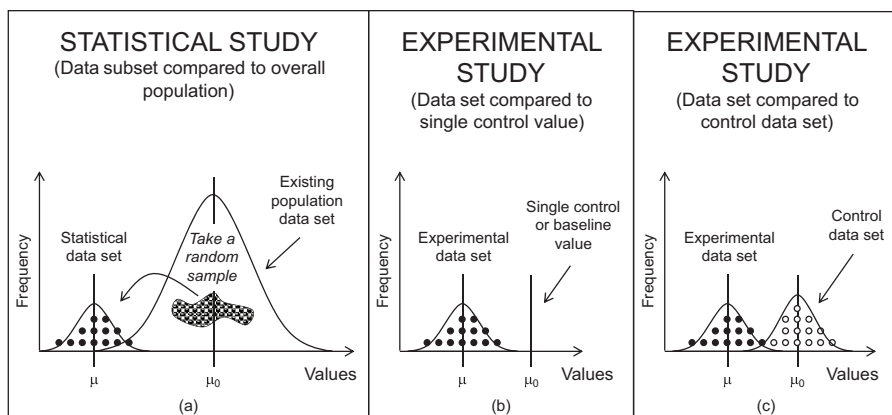 STATISTICAL STUDY
(Data subset compared to overall
population)
Frequency
Statistical
data set
Take a
random
sample
Existing
population
data set
μ
μ₀
Values
(a)
EXPERIMENTAL
STUDY
(Data set compared to
single control value)
Frequency
Experimental
data set
Single control
or baseline
value
μ
μ₀
Values
(b)
EXPERIMENTAL
STUDY
(Data set compared to
control data set)
Frequency
Experimental
data set
Control
data set
μ
μ₀
Values
(c)